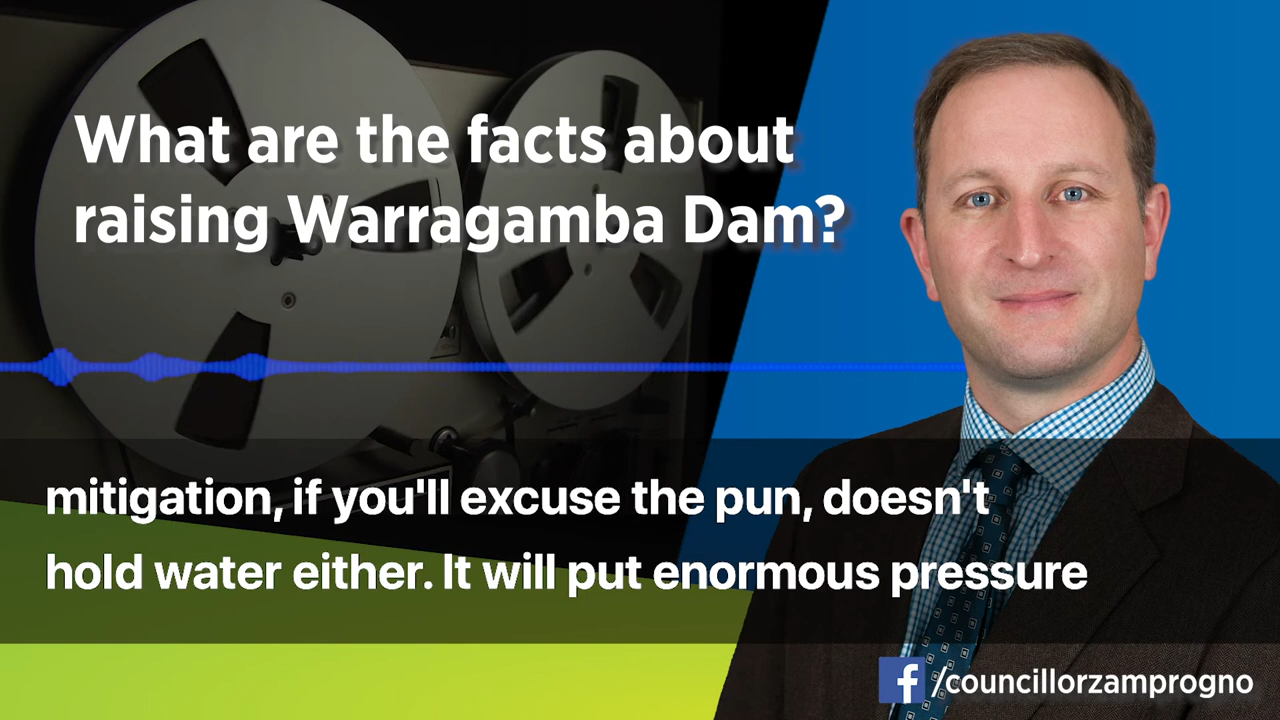 What are the facts about
raising Warragamba Dam?
mitigation, if you'll excuse the pun, doesn't
hold water either. It will put enormous pressure
f /councillorzamprogno